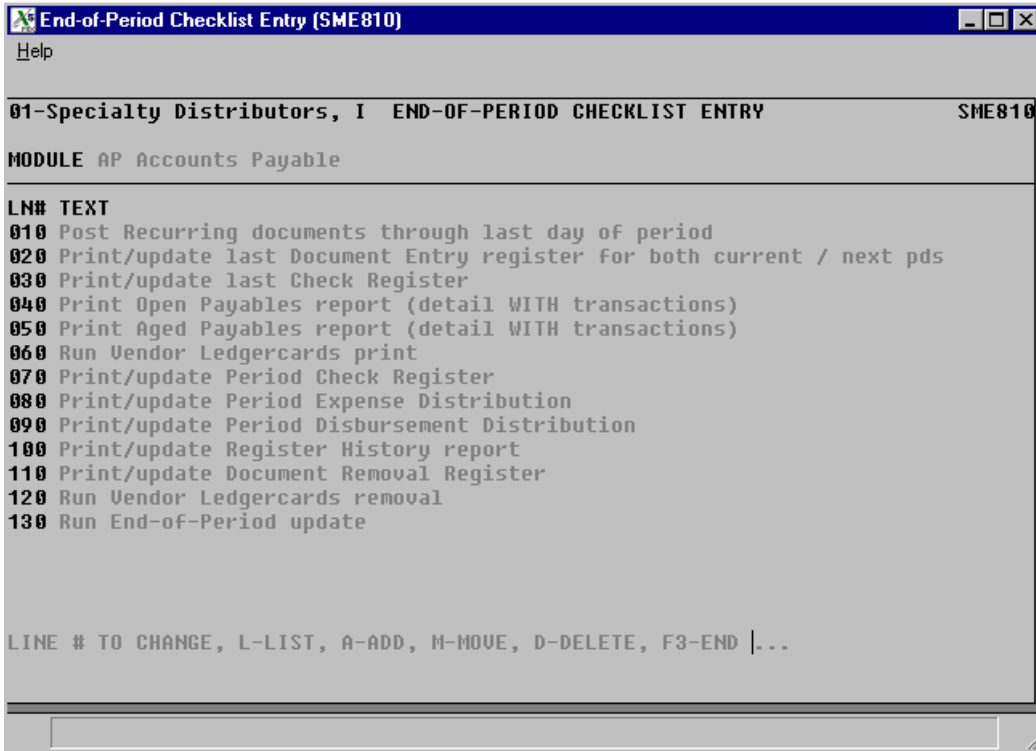 End-of-Period Checklist Entry (SME810)
Help
01-Specialty Distributors, I  END-OF-PERIOD CHECKLIST ENTRY  SME810
MODULE AP Accounts Payable
LN# TEXT
010 Post Recurring documents through last day of period
020 Print/update last Document Entry register for both current / next pds
030 Print/update last Check Register
040 Print Open Payables report (detail WITH transactions)
050 Print Aged Payables report (detail WITH transactions)
060 Run Vendor Ledgercards print
070 Print/update Period Check Register
080 Print/update Period Expense Distribution
090 Print/update Period Disbursement Distribution
100 Print/update Register History report
110 Print/update Document Removal Register
120 Run Vendor Ledgercards removal
130 Run End-of-Period update
LINE # TO CHANGE, L-LIST, A-ADD, M-MOVE, D-DELETE, F3-END ...